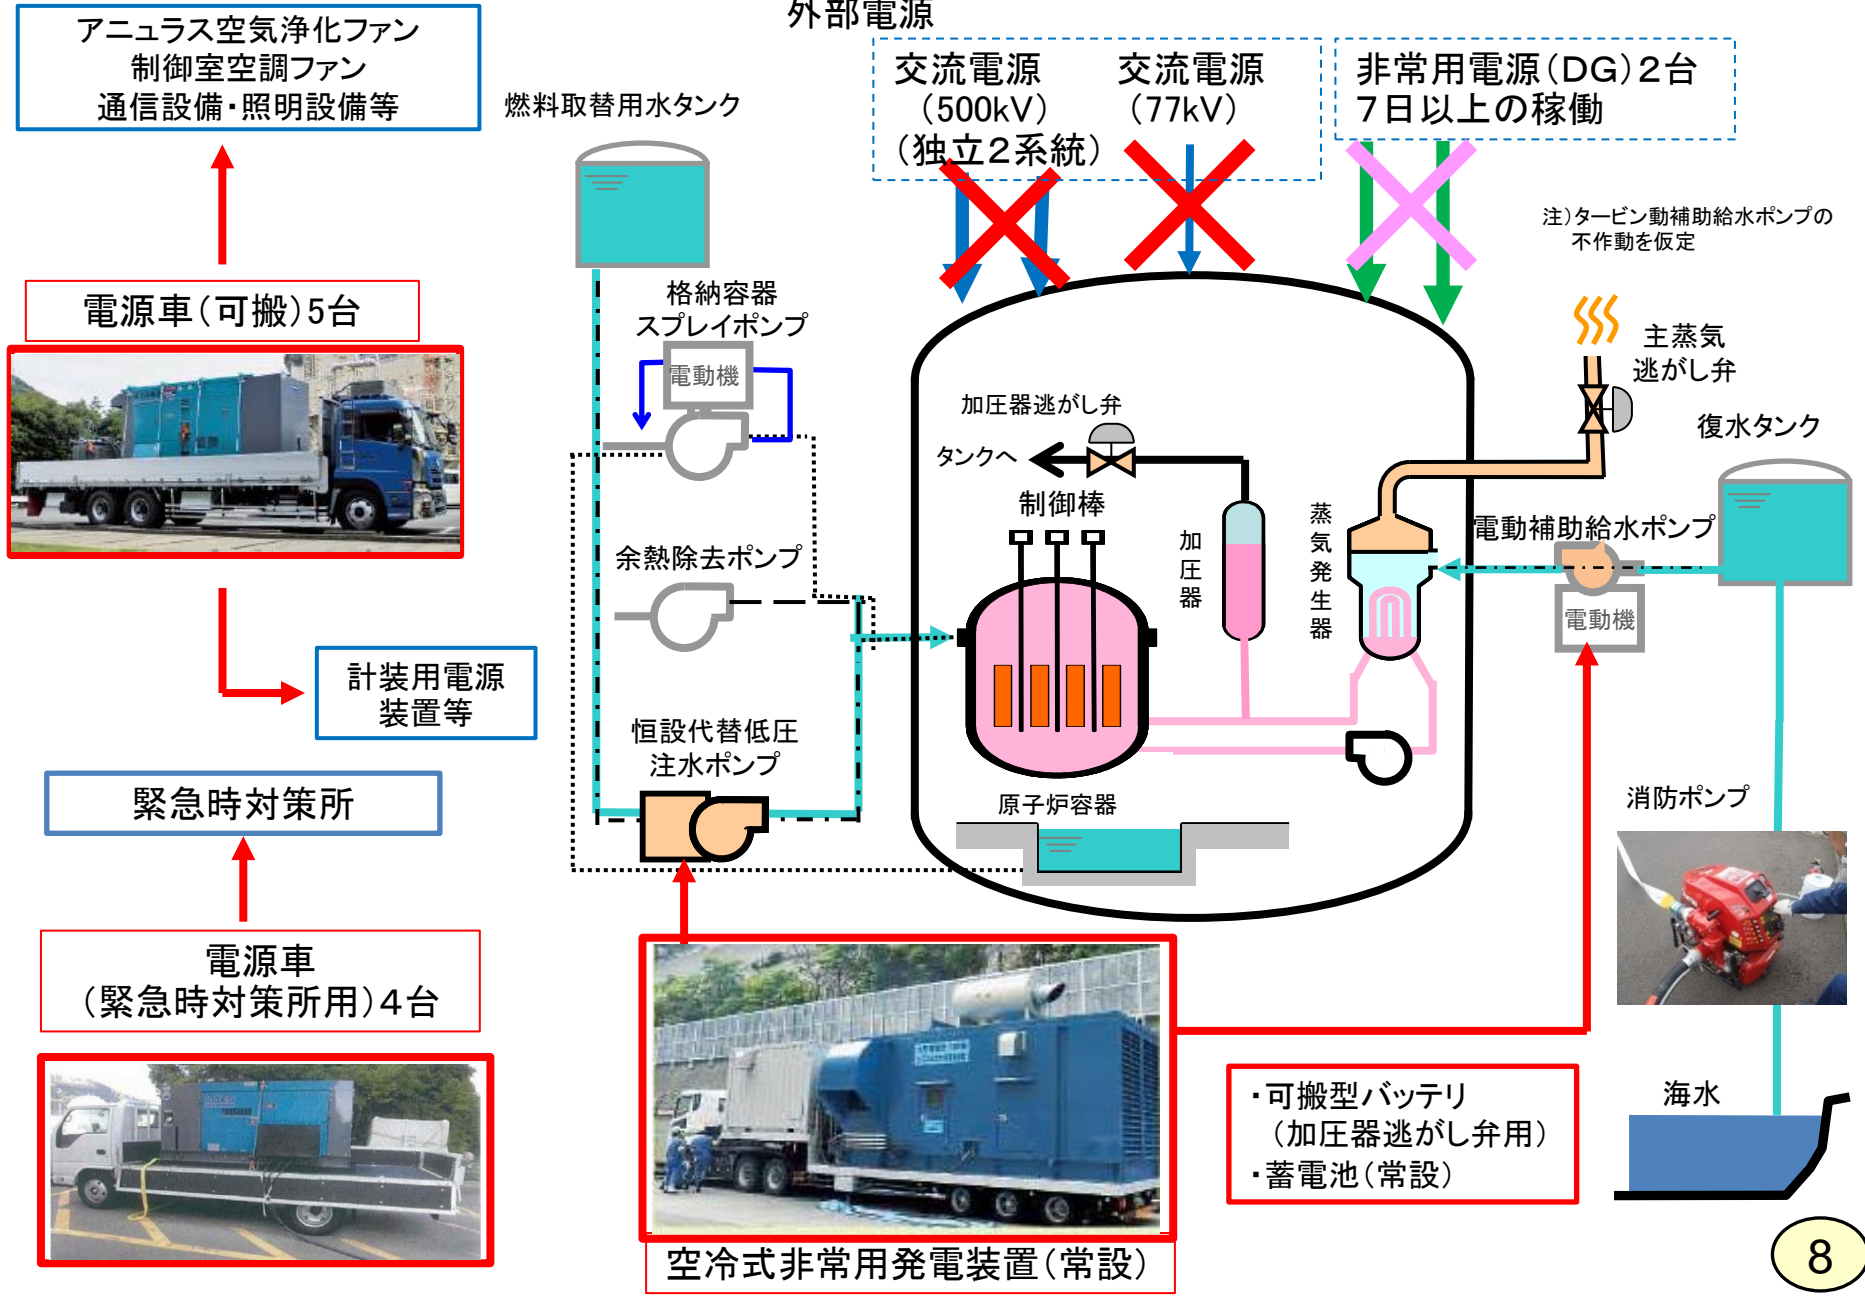 外部電源
アニュラス空気浄化ファン
制御室空調ファン
通信設備・照明設備等
燃料取替用水タンク
交流電源
（500kV）
（独立２系統）
交流電源
（77kV）
非常用電源（ＤＧ）２台
７日以上の稼働
注）タービン動補助給水ポンプの
不作動を仮定
電源車（可搬）5台
格納容器
スプレイポンプ
電動機
主蒸気
逃がし弁
加圧器逃がし弁
タンクへ
復水タンク
制御棒
加圧器
蒸気発生器
電動補助給水ポンプ
電動機
余熱除去ポンプ
計装用電源
装置等
恒設代替低圧
注水ポンプ
原子炉容器
消防ポンプ
緊急時対策所
電源車
（緊急時対策所用）４台
海水
・可搬型バッテリ
（加圧器逃がし弁用）
・蓄電池（常設）
空冷式非常用発電装置（常設）
8